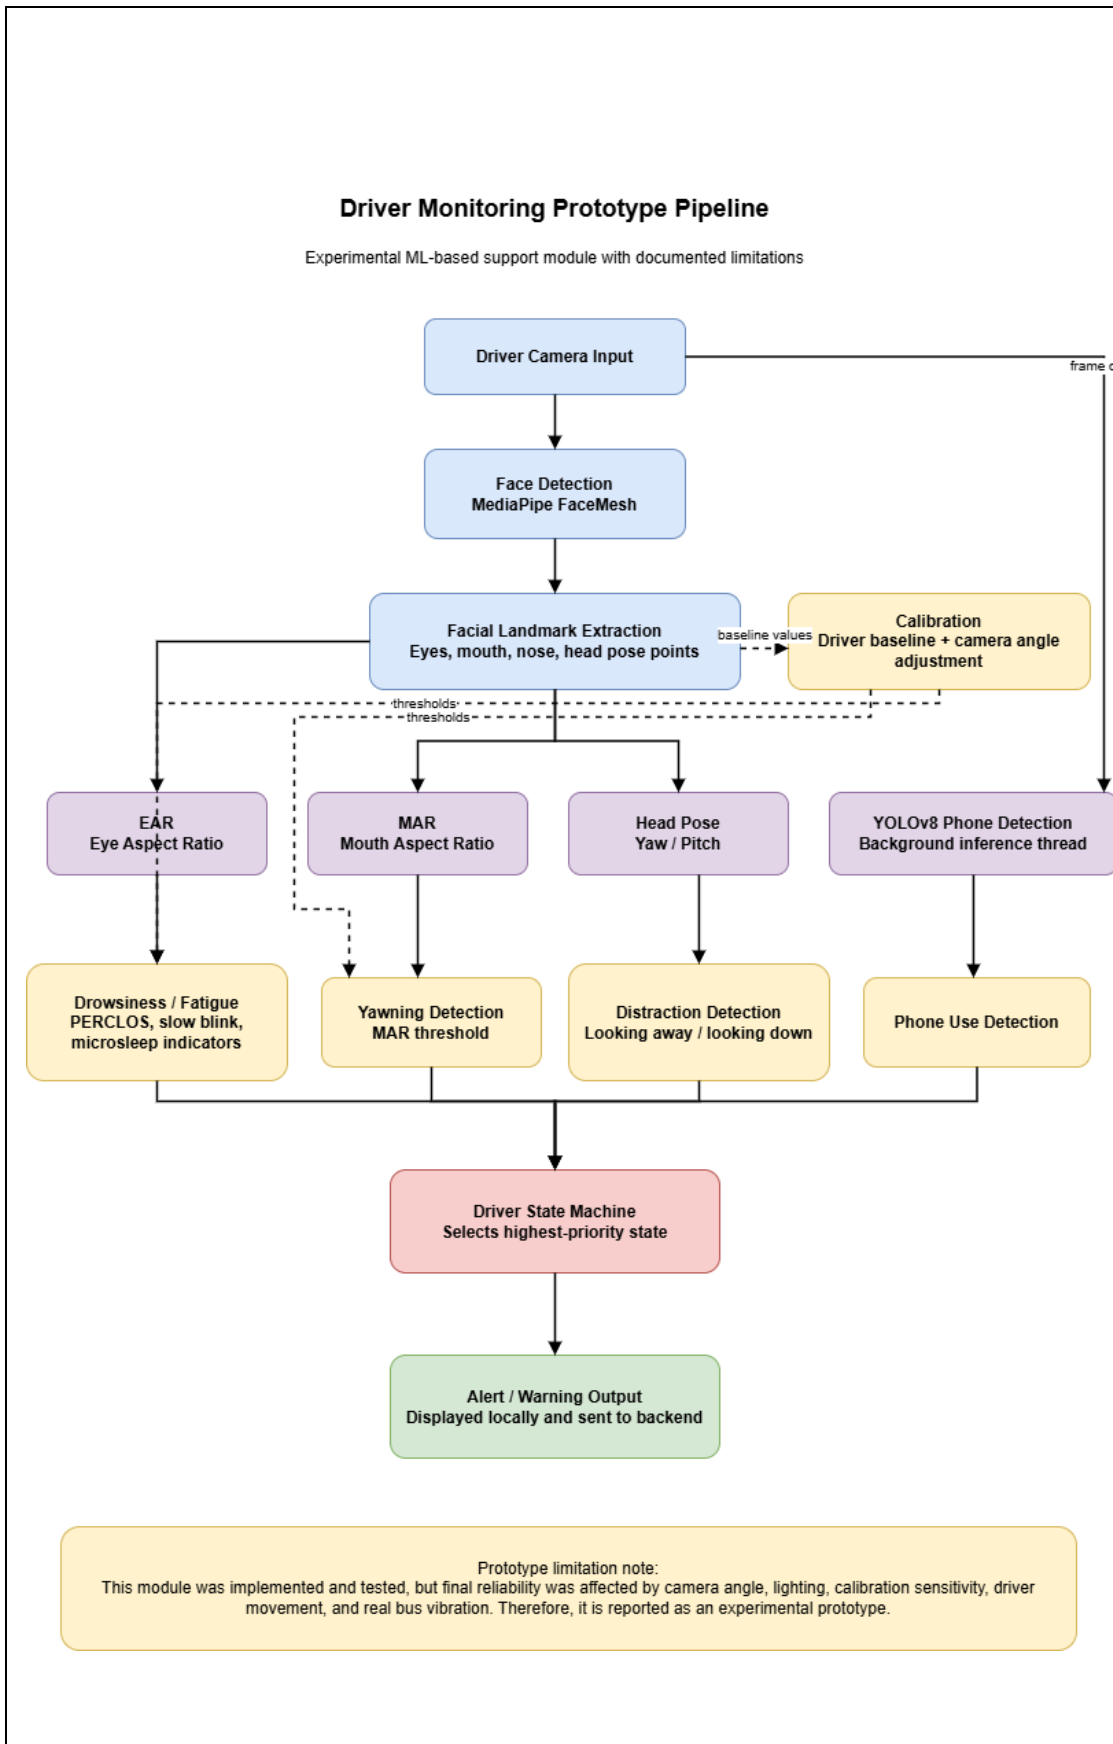 Driver Monitoring Prototype Pipeline
Experimental ML-based support module with documented limitations
Driver Camera Input
frame
Face Detection
MediaPipe FaceMesh
Facial Landmark Extraction
Eyes, mouth, nose, head pose points
baseline values
Calibration
Driver baseline + camera angle
adjustment
thresholds
thresholds
EAR
Eye Aspect Ratio
MAR
Mouth Aspect Ratio
Head Pose
Yaw / Pitch
YOLOv8 Phone Detection
Background inference thread
Drowsiness / Fatigue
PERCLOS, slow blink,
microsleep indicators
Yawning Detection
MAR threshold
Distraction Detection
Looking away / looking down
Phone Use Detection
Driver State Machine
Selects highest-priority state
Alert / Warning Output
Displayed locally and sent to backend
Prototype limitation note:
This module was implemented and tested, but final reliability was affected by camera angle, lighting, calibration sensitivity, driver
movement, and real bus vibration. Therefore, it is reported as an experimental prototype.